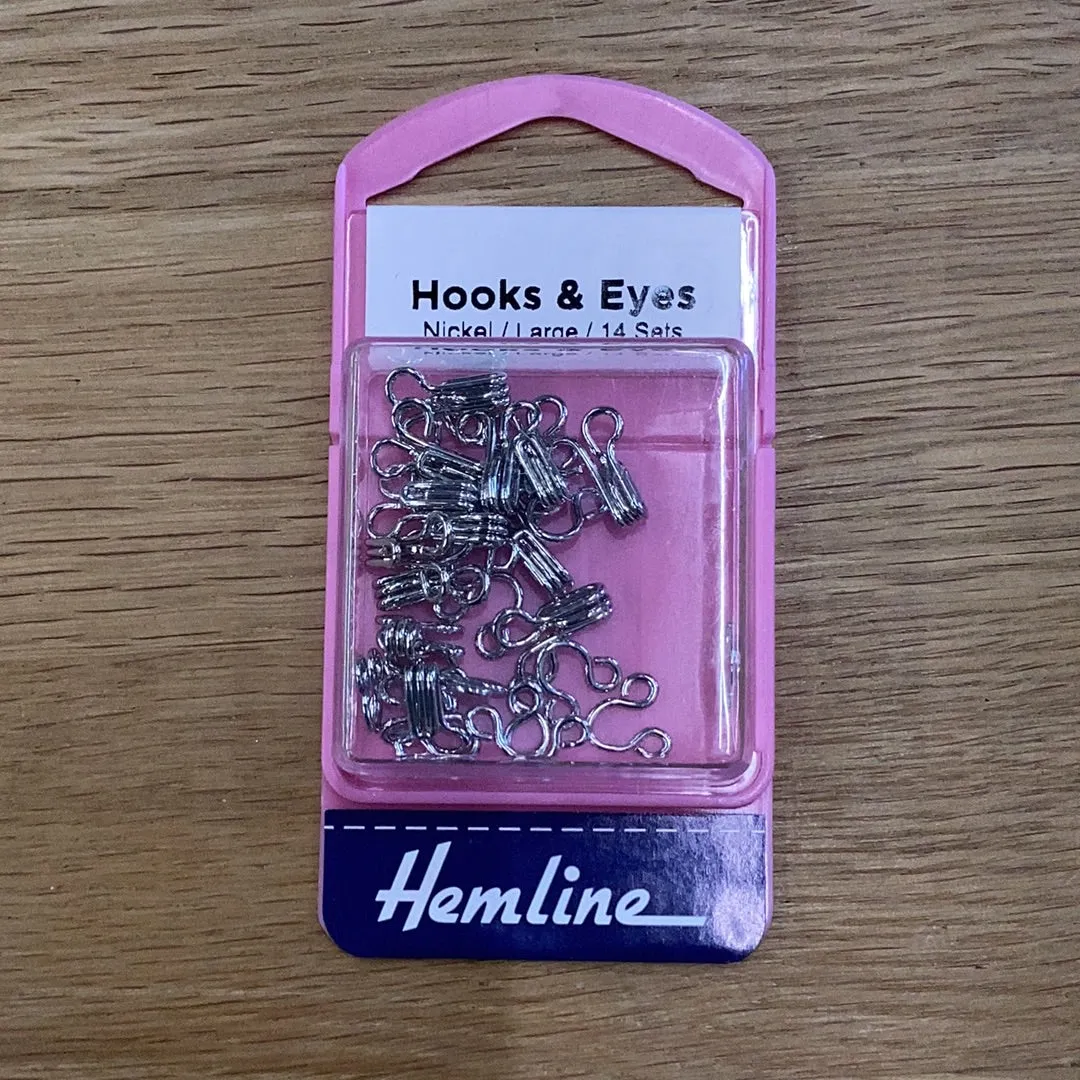 Hooks & Eyes
Nickel / Large / 14 Sets
Hemline